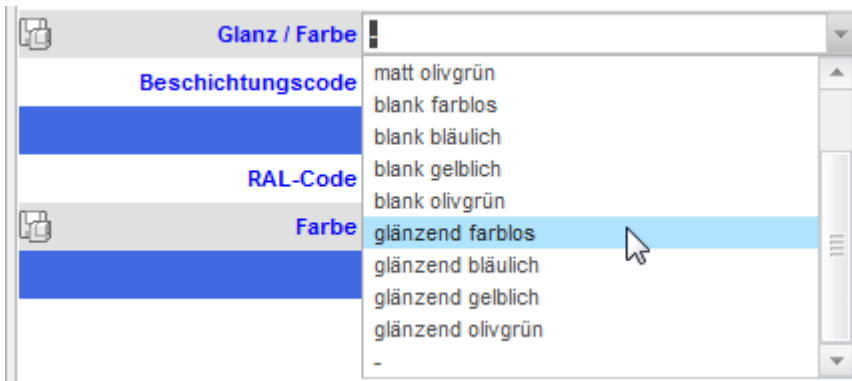 Glanz / Farbe -
Beschichtungscode
RAL-Code
Farbe
matt olivgrün
blank farblos
blank bläulich
blank gelblich
blank olivgrün
glänzend farblos
glänzend bläulich
glänzend gelblich
glänzend olivgrün
-